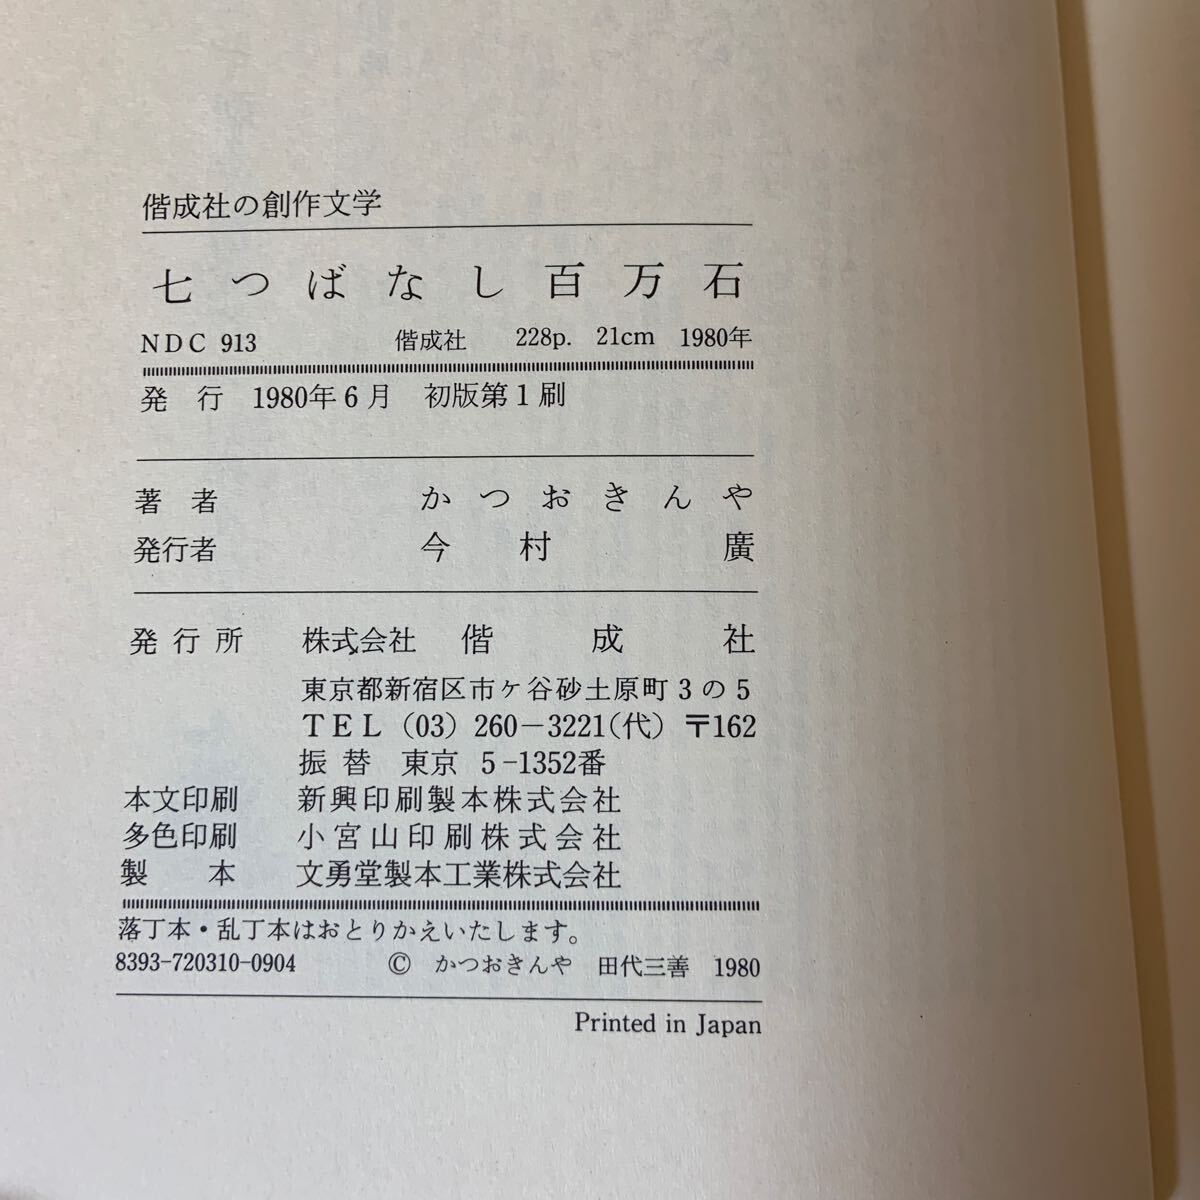 偕成社の創作文学
七つばなし百万石
NDC 913 偕成社 228p. 21cm 1980年
発行 1980年6月 初版第1刷
著者 かつおきんや
発行者 今村廣
発行所 株式会社 偕成社
東京都新宿区市ケ谷砂土原町3の5
TEL (03) 260-3221(代) 〒162
振替 東京 5-1352番
本文印刷 新興印刷製本株式会社
多色印刷 小宮山印刷株式会社
製本 文勇堂製本工業株式会社
落丁本・乱丁本はおとりかえいたします。
8393-720310-0904 © かつおきんや 田代三善 1980
Printed in Japan